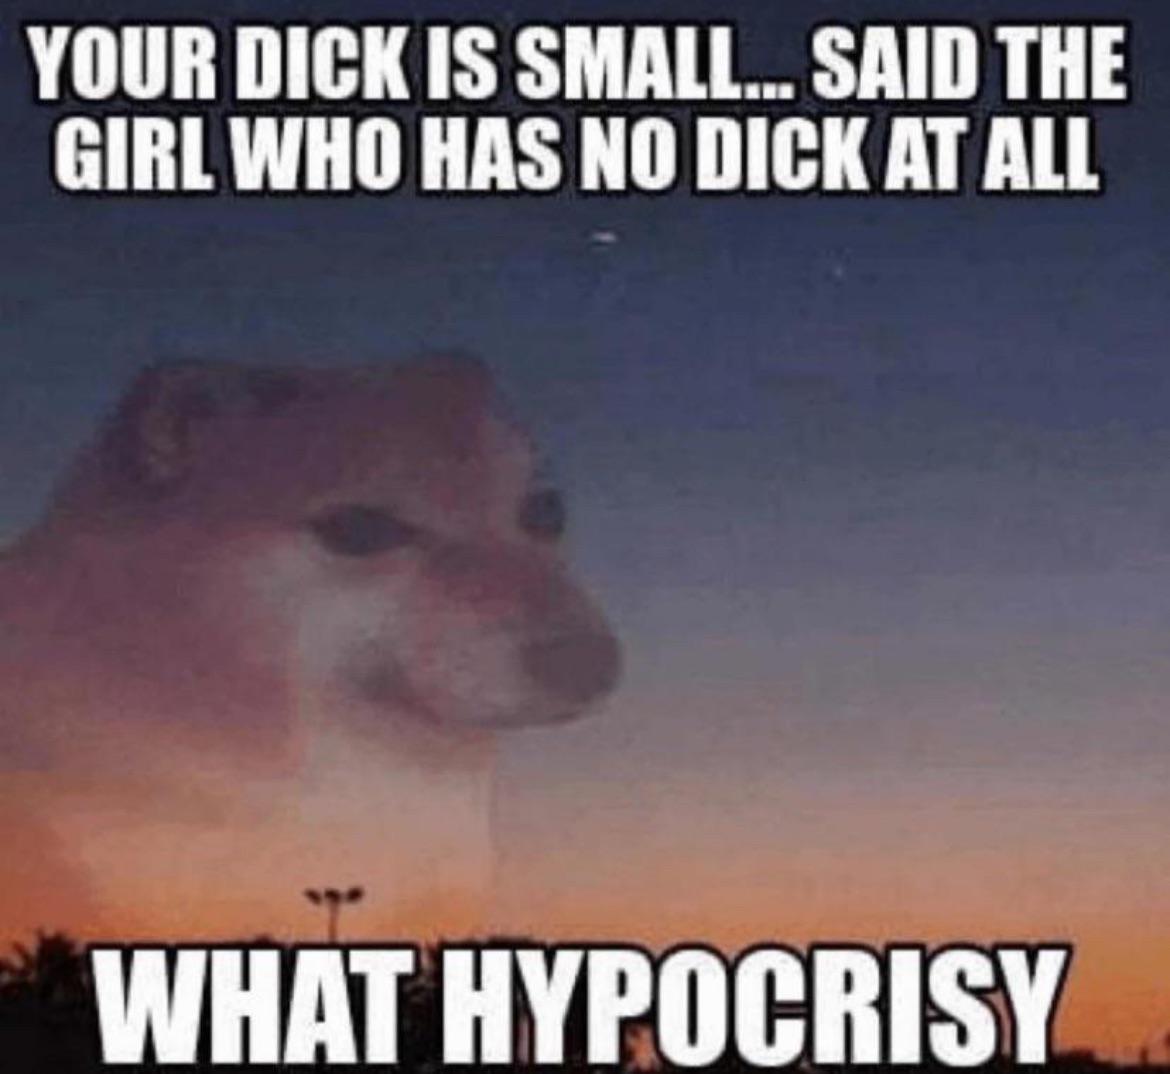 YOUR DICK IS SMALL... SAID THE
GIRL WHO HAS NO DICK AT ALL
WHAT HYPOCRISY